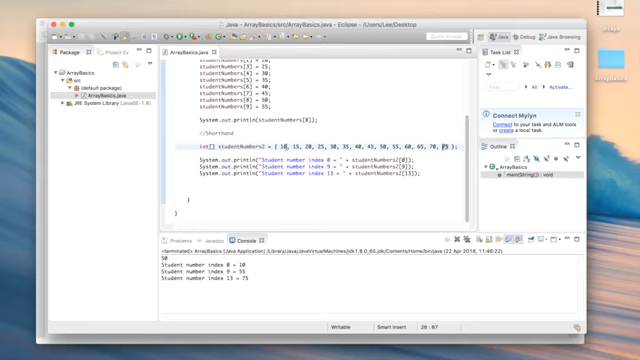 Java - ArrayBasics/src/ArrayBasics.java - Eclipse - /Users/Lee/Desktop
Quick Access
Java
Debug
Java Browsing
Package
Project Ex
ArrayBasics
src
(default package)
ArrayBasics.java
JRE System Library [JavaSE-1.8]
ArrayBasics.java
studentNumbers[2] = 10;
studentNumbers[3] = 25;
studentNumbers[4] = 30;
studentNumbers[5] = 35;
studentNumbers[6] = 40;
studentNumbers[7] = 45;
studentNumbers[8] = 50;
studentNumbers[9] = 55;
System.out.println(studentNumbers[8]);
//Shorthand
int[] studentNumbers2 = { 10, 15, 20, 25, 30, 35, 40, 45, 50, 55, 60, 65, 70, 75 };
System.out.println("Student number index 0 = " + studentNumbers2[0]);
System.out.println("Student number index 9 = " + studentNumbers2[9]);
System.out.println("Student number index 13 = " + studentNumbers2[13]);
}
}
Task List
Find
All
Activate...
Connect Mylyn
Connect to your task and ALM tools or create a local task.
Outline
ArrayBasics
main(String[]) : void
Problems
Javadoc
Console
<terminated> ArrayBasics [Java Application] /Library/Java/JavaVirtualMachines/jdk1.8.0_65.jdk/Contents/Home/bin/java (22 Apr 2016, 11:46:22)
50
Student number index 0 = 10
Student number index 9 = 55
Student number index 13 = 75
Writable
Smart Insert
26 : 87
Arrays
ArrayBasics